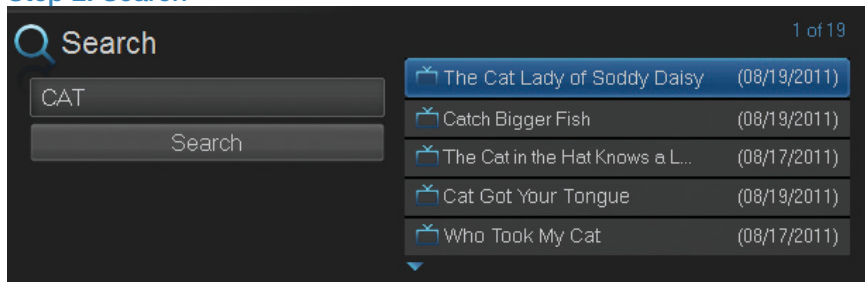 Search
1 of 19
CAT
Search
The Cat Lady of Soddy Daisy (08/19/2011)
Catch Bigger Fish (08/19/2011)
The Cat in the Hat Knows a L... (08/17/2011)
Cat Got Your Tongue (08/19/2011)
Who Took My Cat (08/17/2011)